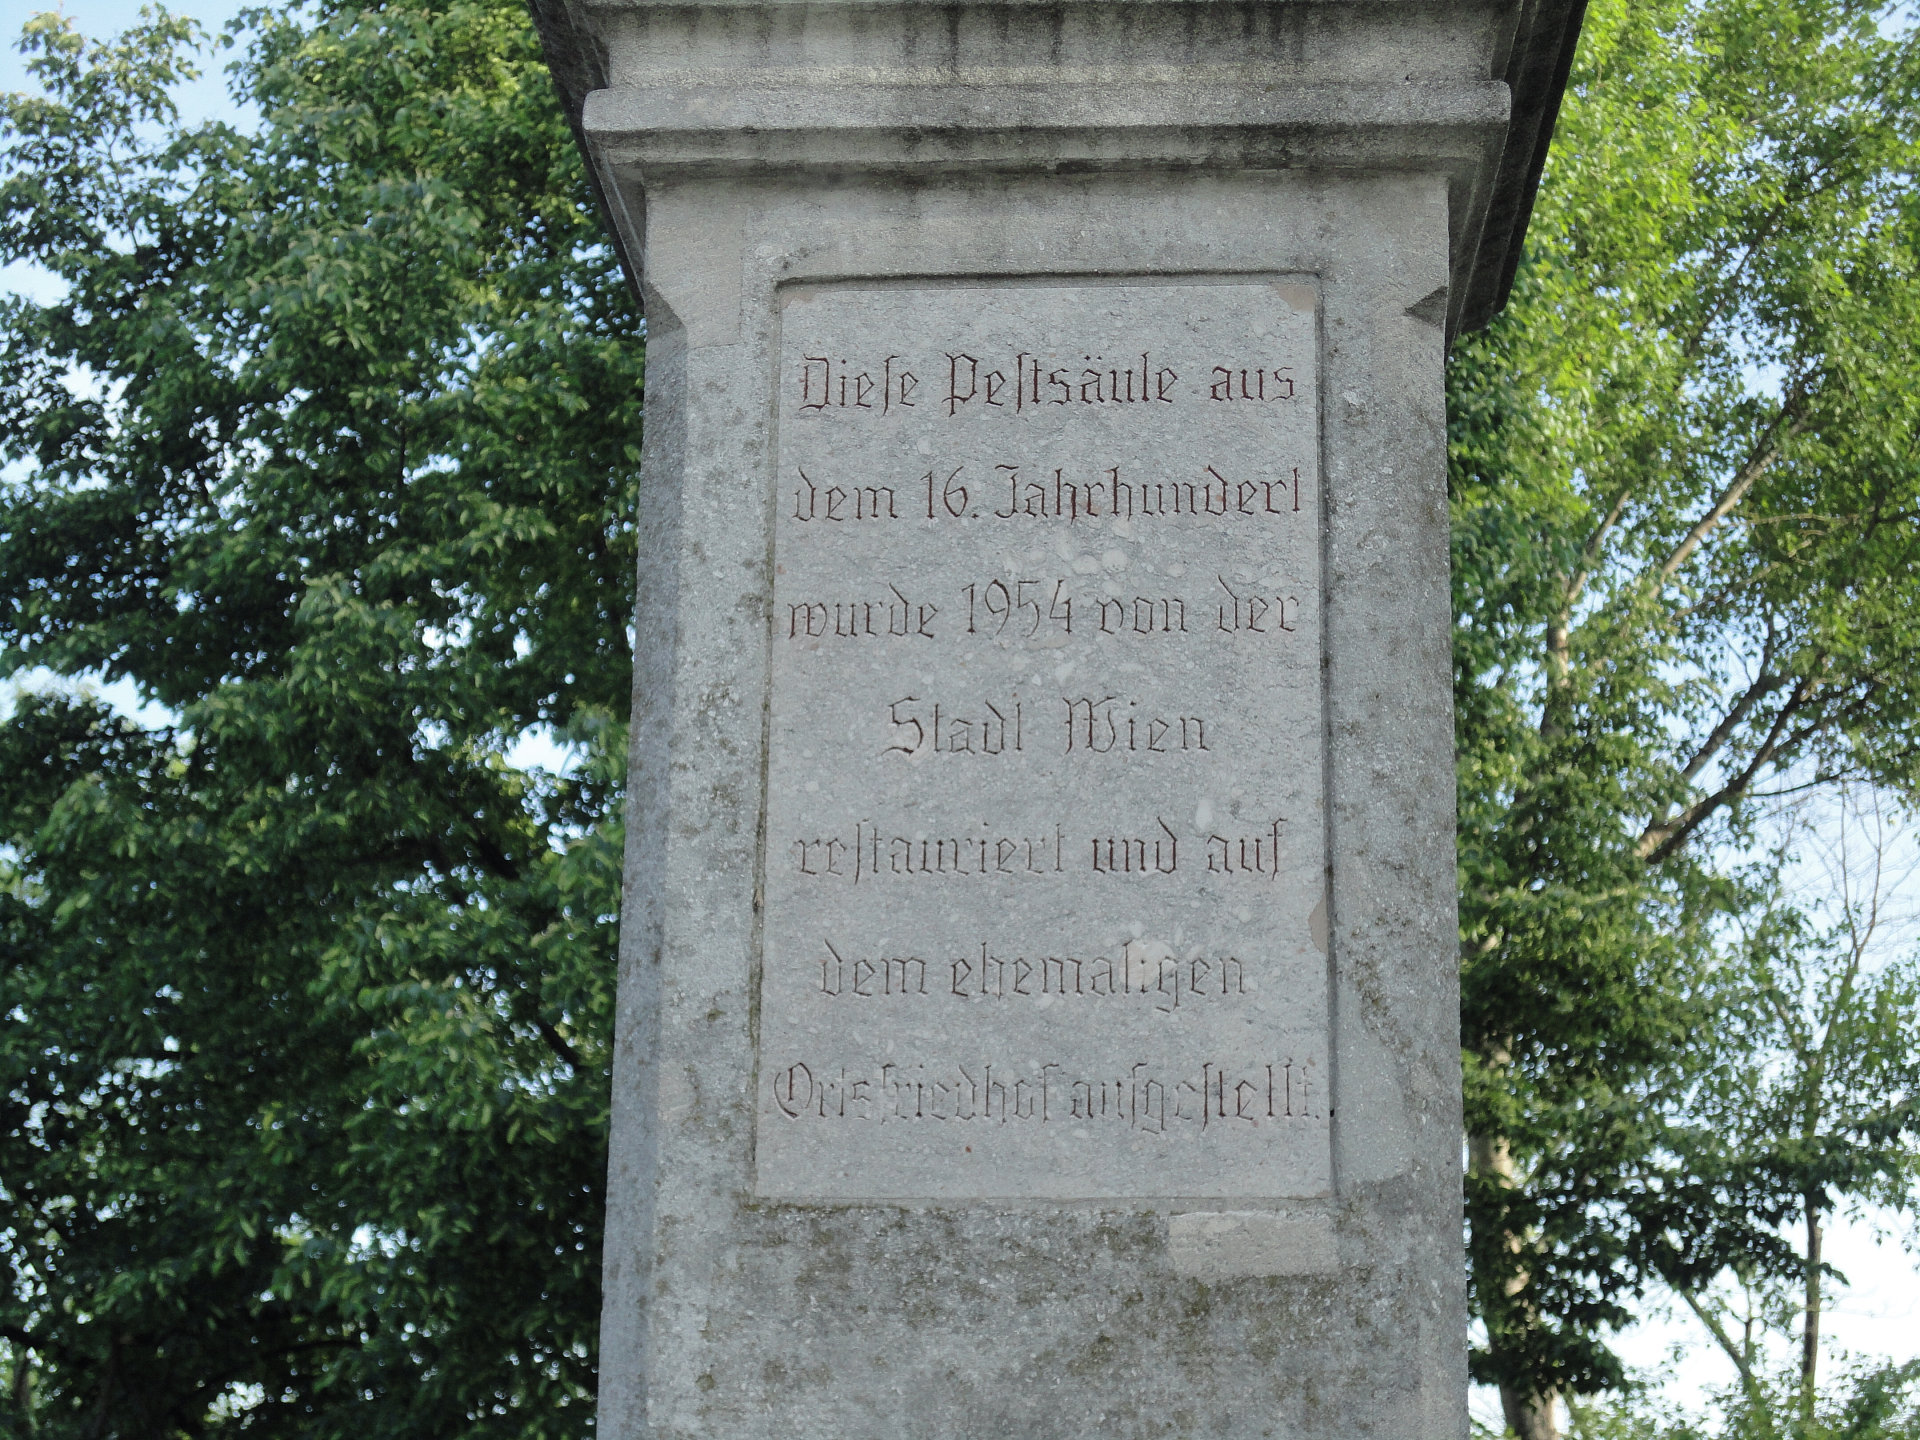 Dieſe Peſtsäule aus
dem 16. Jahrhundert
wurde 1954 von der
Stadt Wien
reſtauriert und auf
dem ehemaligen
Ortsfriedhof aufgeſtellt.